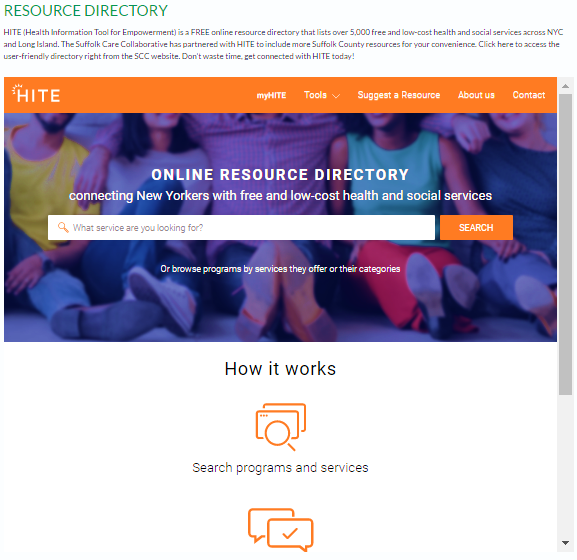 RESOURCE DIRECTORY
HITE (Health Information Tool for Empowerment) is a FREE online resource directory that lists over 5,000 free and low-cost health and social services across NYC
and Long Island. The Suffolk Care Collaborative has partnered with HITE to include more Suffolk County resources for your convenience. Click here to access the
user-friendly directory right from the SCC website. Don't waste time, get connected with HITE today!
HITE myHITE Tools Suggest a Resource About us Contact
ONLINE RESOURCE DIRECTORY
connecting New Yorkers with free and low-cost health and social services
What service are you looking for? SEARCH
Or browse programs by services they offer or their categories
How it works
Search programs and services